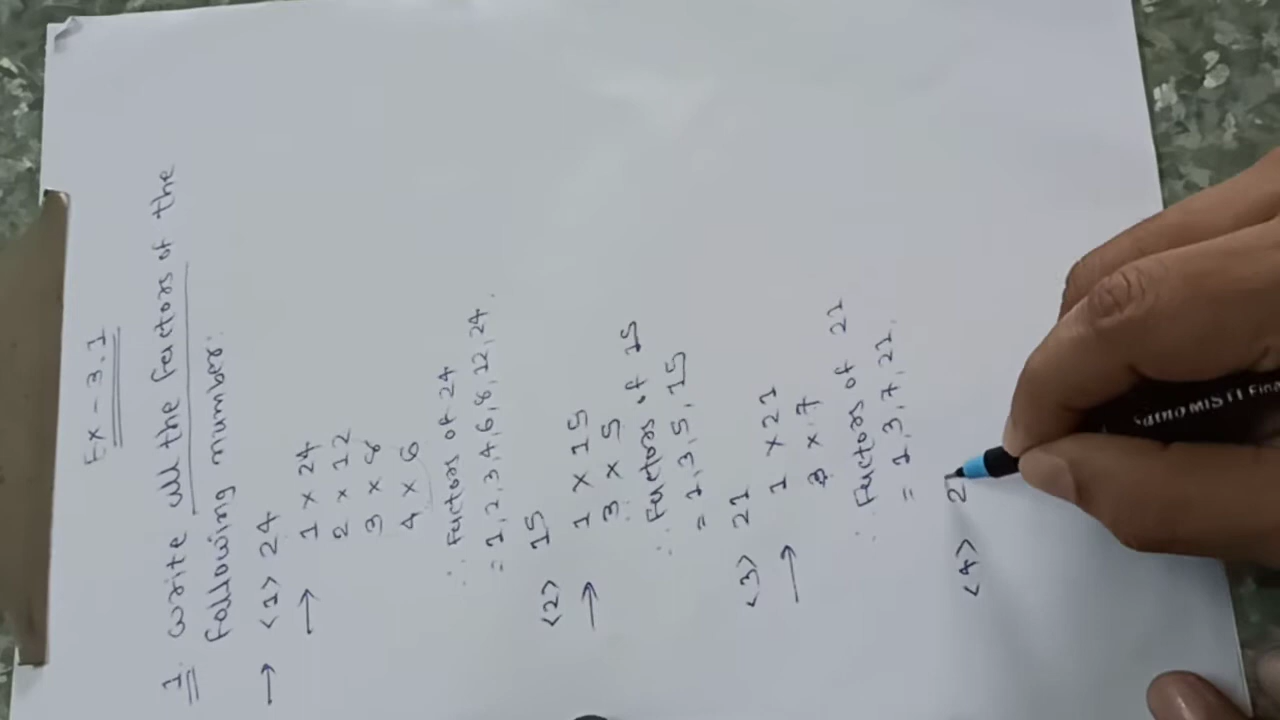 Ex-3.1
1. write all the factors of the
following number.
→ <1> 24
→ 1 × 24
2 × 12
3 × 8
4 × 6
∴ Factors of 24
= 1, 2, 3, 4, 6, 8, 12, 24.
<2> 15
→ 1 × 15
3 × 5
∴ Factors of 15
= 1, 3, 5, 15
<3> 21
→ 1 × 21
3 × 7
∴ Factors of 21
= 1, 3, 7, 21.
<4> 2